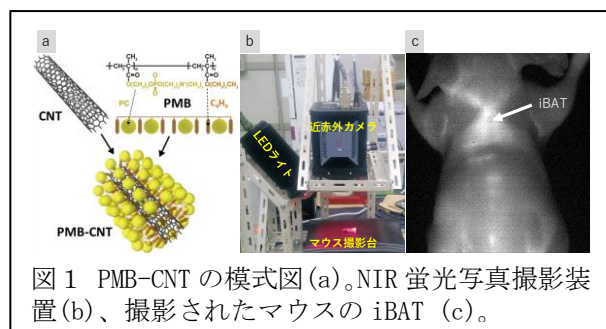 a
b
c
CH₃
CH₃
C=O
C=O
PC
PMB
C₄H₉
CNT
PMB-CNT
LEDライト
近赤外カメラ
マウス撮影台
iBAT
図1 PMB-CNTの模式図(a)。NIR蛍光写真撮影装
置(b)、撮影されたマウスのiBAT (c)。